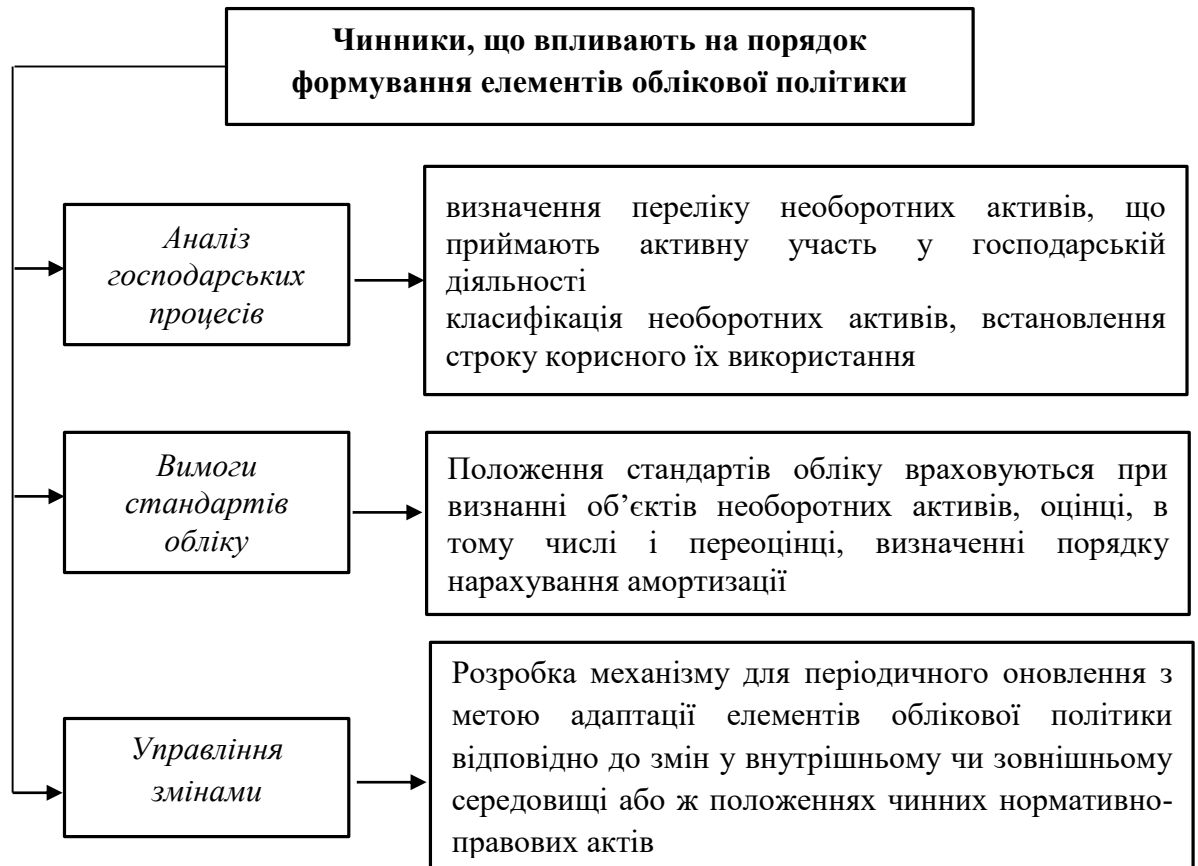 Чинники, що впливають на порядок
формування елементів облікової політики
Аналіз
господарських
процесів
визначення переліку необоротних активів, що
приймають активну участь у господарській
діяльності
класифікація необоротних активів, встановлення
строку корисного їх використання
Вимоги
стандартів
обліку
Положення стандартів обліку враховуються при
визнанні об’єктів необоротних активів, оцінці, в
тому числі і переоцінці, визначенні порядку
нарахування амортизації
Управління
змінами
Розробка механізму для періодичного оновлення з
метою адаптації елементів облікової політики
відповідно до змін у внутрішньому чи зовнішньому
середовищі або ж положеннях чинних нормативно-
правових актів